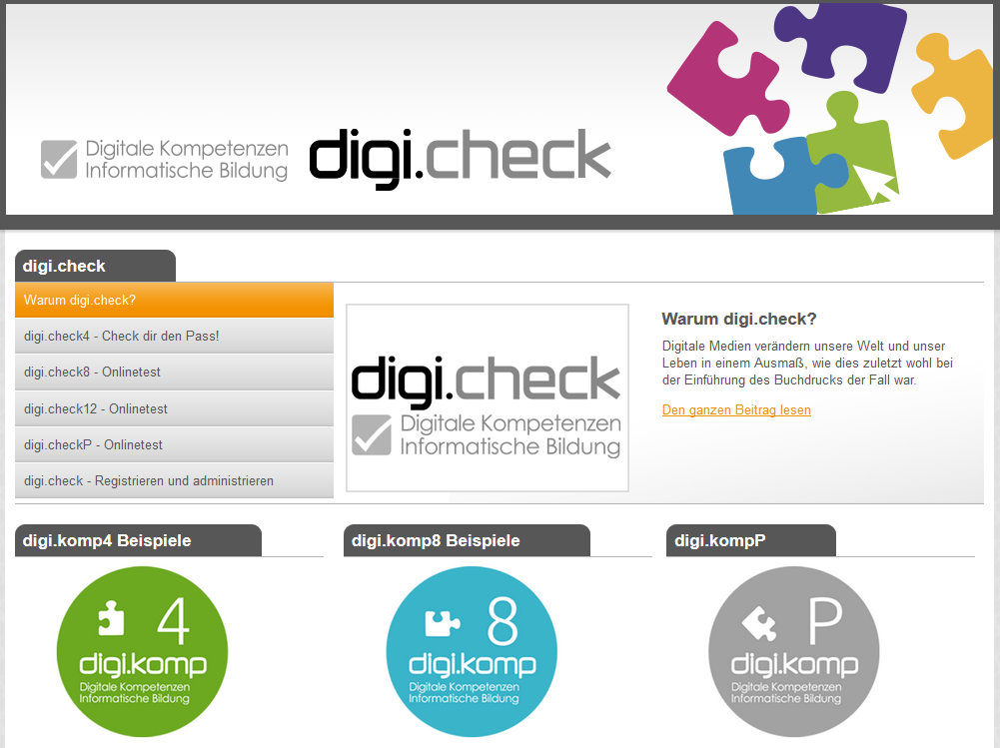 Digitale Kompetenzen
Informatische Bildung
digi.check
digi.check
Warum digi.check?
digi.check4 - Check dir den Pass!
digi.check8 - Onlinetest
digi.check12 - Onlinetest
digi.checkP - Onlinetest
digi.check - Registrieren und administrieren
digi.check
Digitale Kompetenzen
Informatische Bildung
Warum digi.check?
Digitale Medien verändern unsere Welt und unser
Leben in einem Ausmaß, wie dies zuletzt wohl bei
der Einführung des Buchdrucks der Fall war.
Den ganzen Beitrag lesen
digi.komp4 Beispiele
4
digi.komp
Digitale Kompetenzen
Informatische Bildung
digi.komp8 Beispiele
8
digi.komp
Digitale Kompetenzen
Informatische Bildung
digi.kompP
P
digi.komp
Digitale Kompetenzen
Informatische Bildung